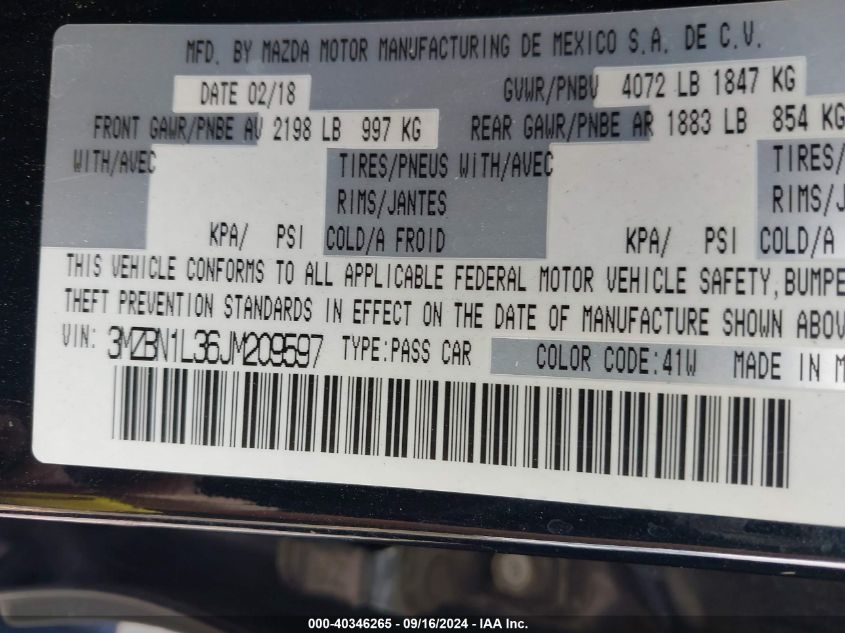 MFD. BY MAZDA MOTOR MANUFACTURING DE MEXICO S.A. DE C.V.
DATE 02/18 GVWR/PNBV 4072 LB 1847 KG
FRONT GAWR/PNBE AV 2198 LB 997 KG REAR GAWR/PNBE AR 1883 LB 854 KG
WITH/AVEC TIRES/PNEUS WITH/AVEC TIRES/
RIMS/JANTES RIMS/J
KPA/ PSI COLD/A FROID KPA/ PSI COLD/A
THIS VEHICLE CONFORMS TO ALL APPLICABLE FEDERAL MOTOR VEHICLE SAFETY, BUMPE
THEFT PREVENTION STANDARDS IN EFFECT ON THE DATE OF MANUFACTURE SHOWN ABOV
VIN: 3MZBN1L36JM209597 TYPE:PASS CAR COLOR CODE:41W MADE IN M
000-40346265 - 09/16/2024 - IAA Inc.